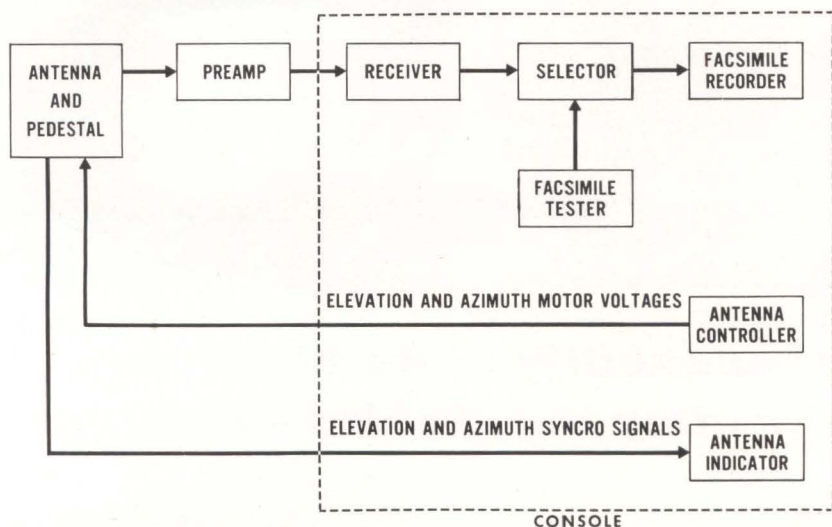 ANTENNA
AND
PEDESTAL
PREAMP
RECEIVER
SELECTOR
FACSIMILE
RECORDER
FACSIMILE
TESTER
ELEVATION AND AZIMUTH MOTOR VOLTAGES
ANTENNA
CONTROLLER
ELEVATION AND AZIMUTH SYNCRO SIGNALS
ANTENNA
INDICATOR
CONSOLE